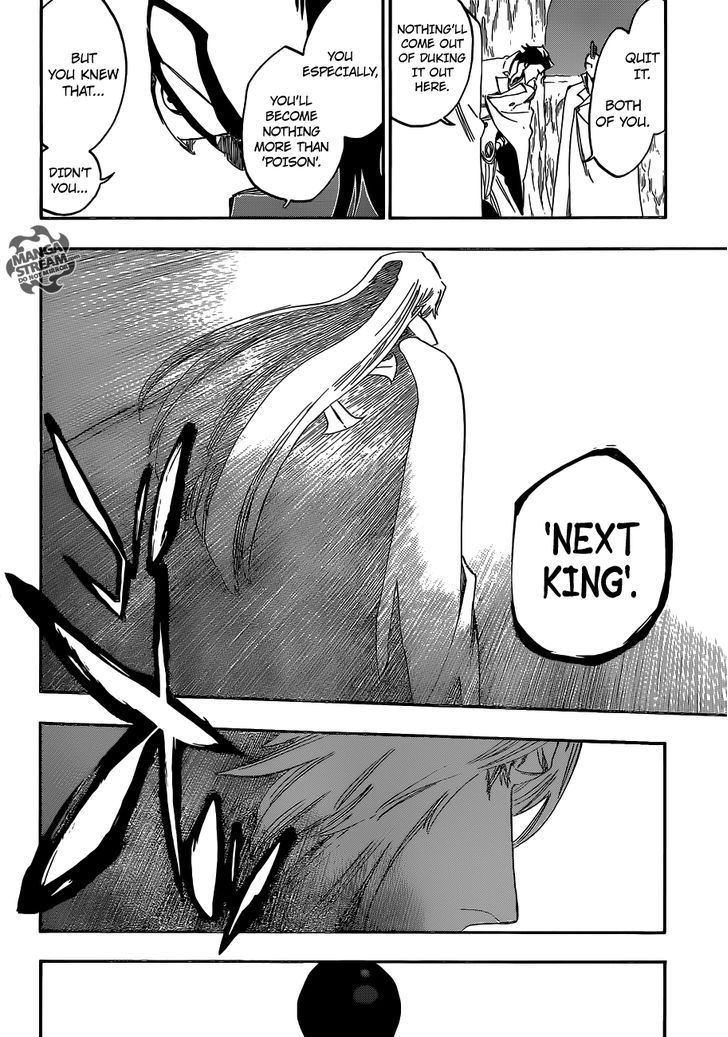 QUIT
IT.
BOTH
OF YOU.
NOTHING'LL
COME OUT
OF DUKING
IT OUT
HERE.
YOU
ESPECIALLY,
YOU'LL
BECOME
NOTHING
MORE THAN
'POISON'.
BUT
YOU KNEW
THAT...
DIDN'T
YOU...
MANGA
STREAM.com
DO NOT MIRROR
'NEXT
KING'.